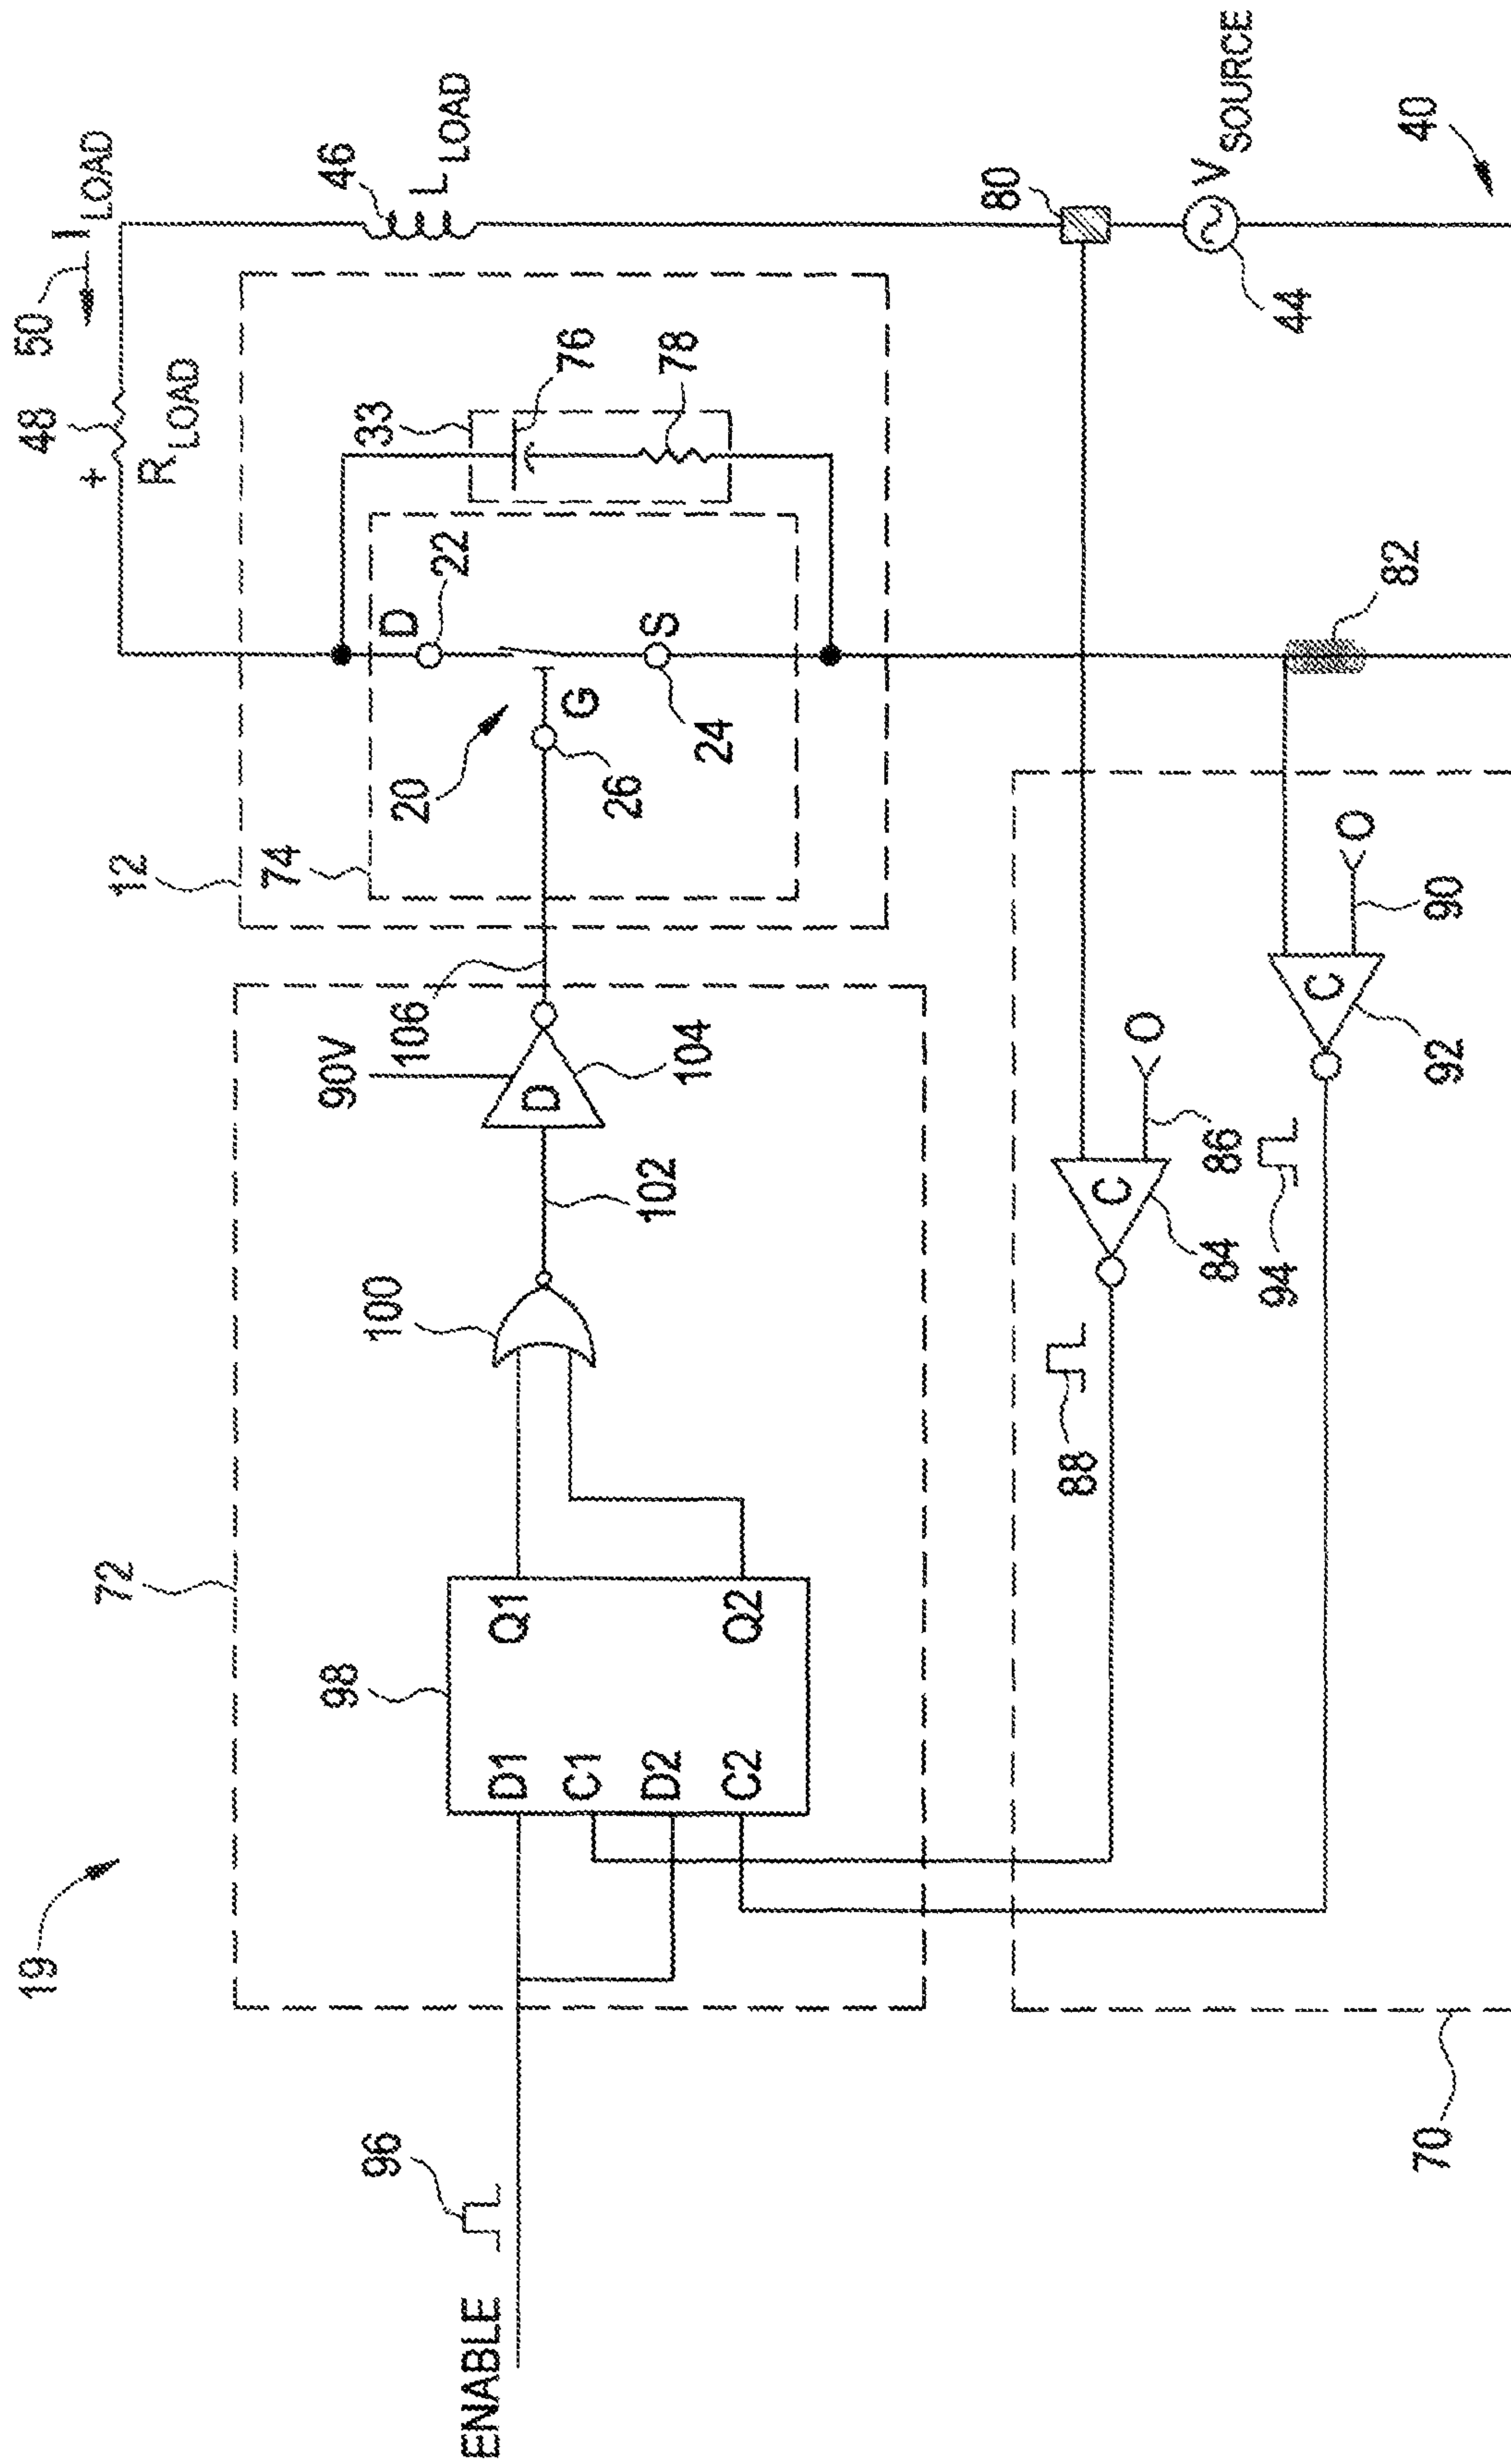 19
50
I LOAD
48
+
R LOAD
72
12
74
46
L LOAD
98
90V
33
96
100
106
20
D
22
ENABLE
D1
Q1
D
76
C1
G
26
D2
102
S
78
104
24
C2
Q2
80
88
C
O
84
86
V SOURCE
94
44
C
O
82
40
92
90
70